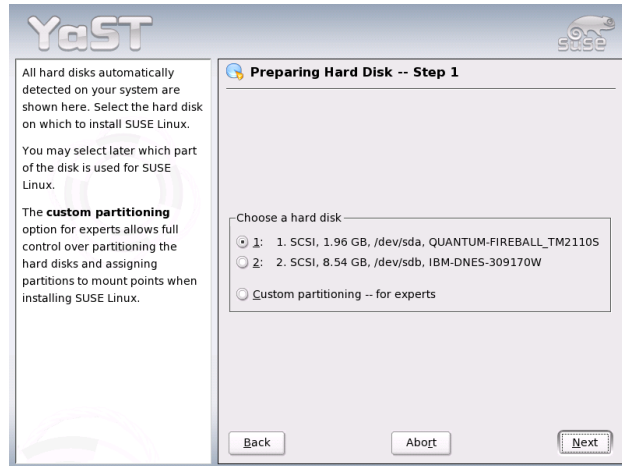 YaST
SUSE
All hard disks automatically
detected on your system are
shown here. Select the hard disk
on which to install SUSE Linux.
You may select later which part
of the disk is used for SUSE
Linux.
The custom partitioning
option for experts allows full
control over partitioning the
hard disks and assigning
partitions to mount points when
installing SUSE Linux.
Preparing Hard Disk -- Step 1
Choose a hard disk
1: 1. SCSI, 1.96 GB, /dev/sda, QUANTUM-FIREBALL_TM2110S
2: 2. SCSI, 8.54 GB, /dev/sdb, IBM-DNES-309170W
Custom partitioning -- for experts
Back
Abort
Next